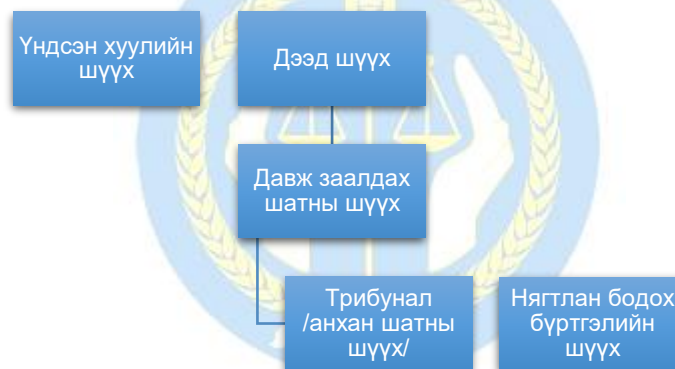 Үндсэн хуулийн
шүүх
Дээд шүүх
Давж заалдах
шатны шүүх
Трибунал
/анхан шатны
шүүх/
Нягтлан бодох
бүртгэлийн
шүүх